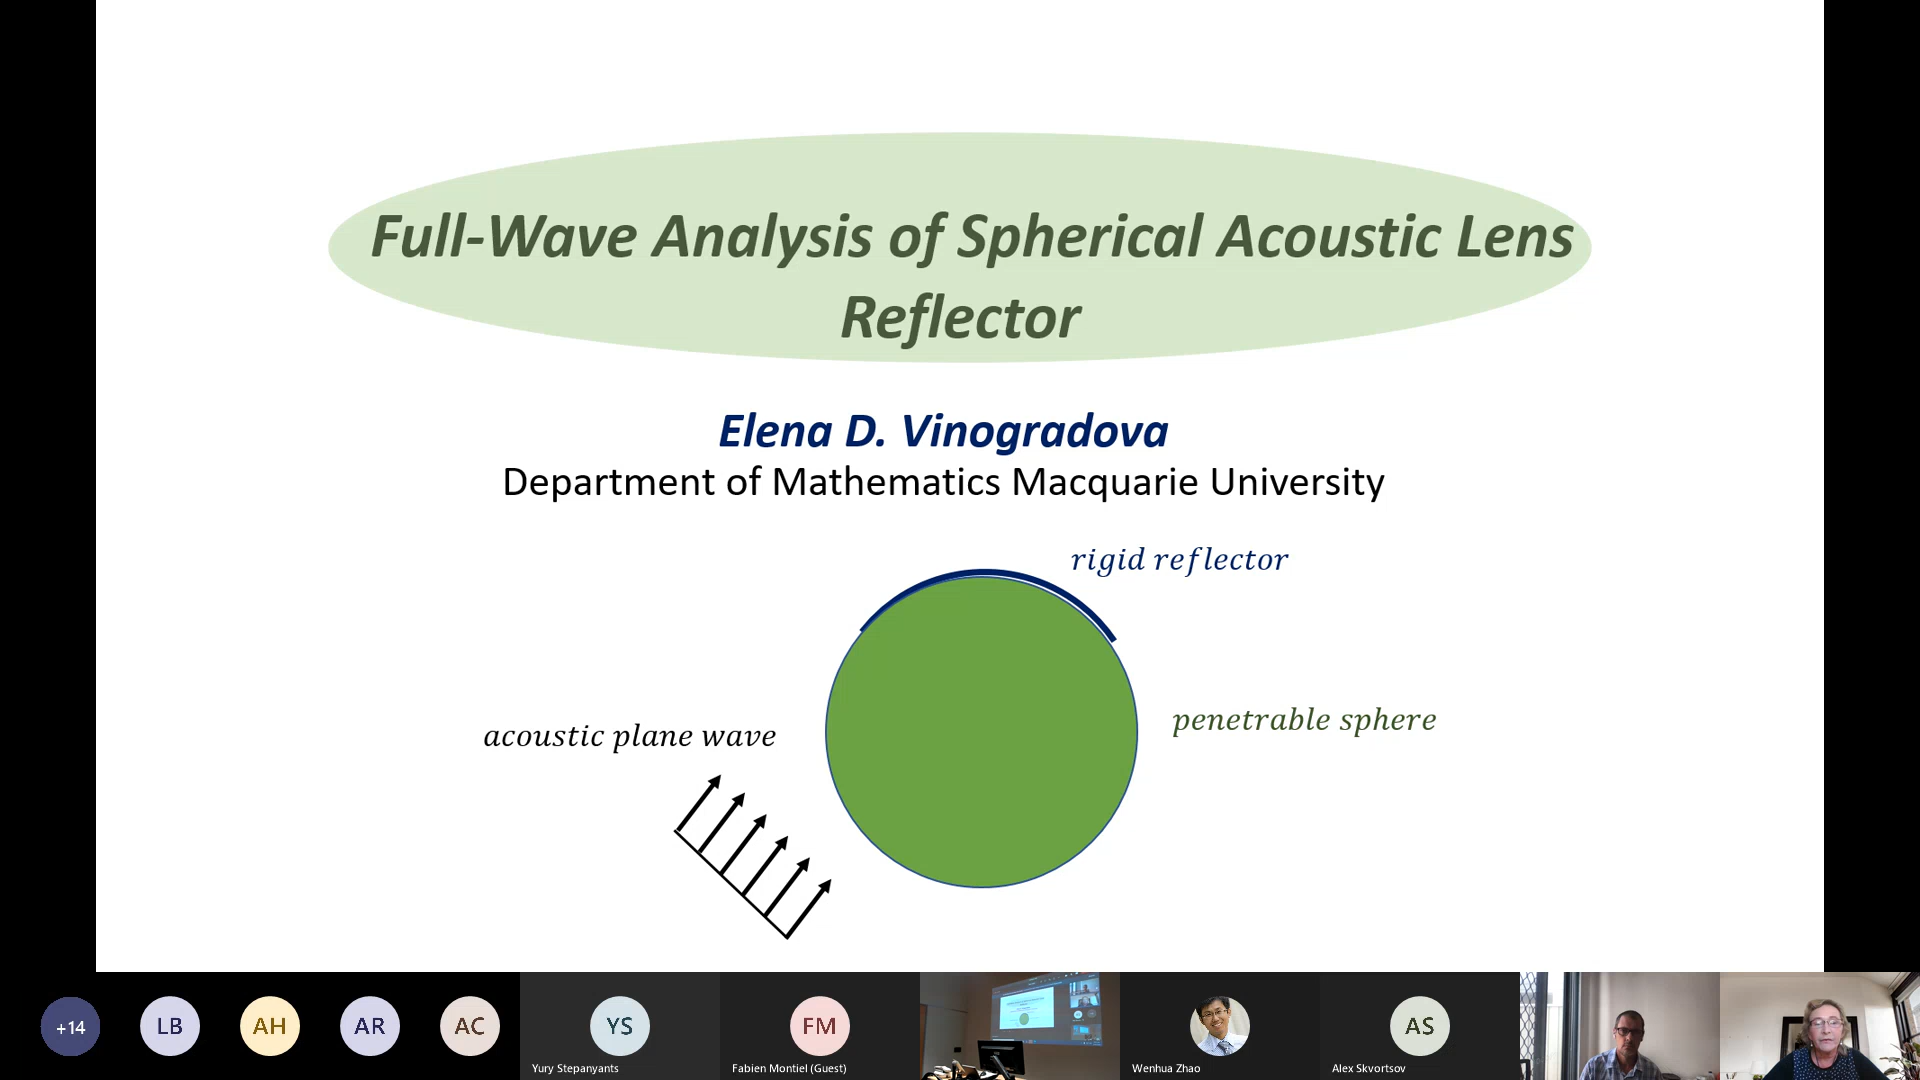 Full-Wave Analysis of Spherical Acoustic Lens
Reflector
Elena D. Vinogradova
Department of Mathematics Macquarie University
rigid reflector
penetrable sphere
acoustic plane wave
+14
LB
AH
AR
AC
YS
Yury Stepanyants
FM
Fabien Montiel (Guest)
Wenhua Zhao
AS
Alex Skvortsov